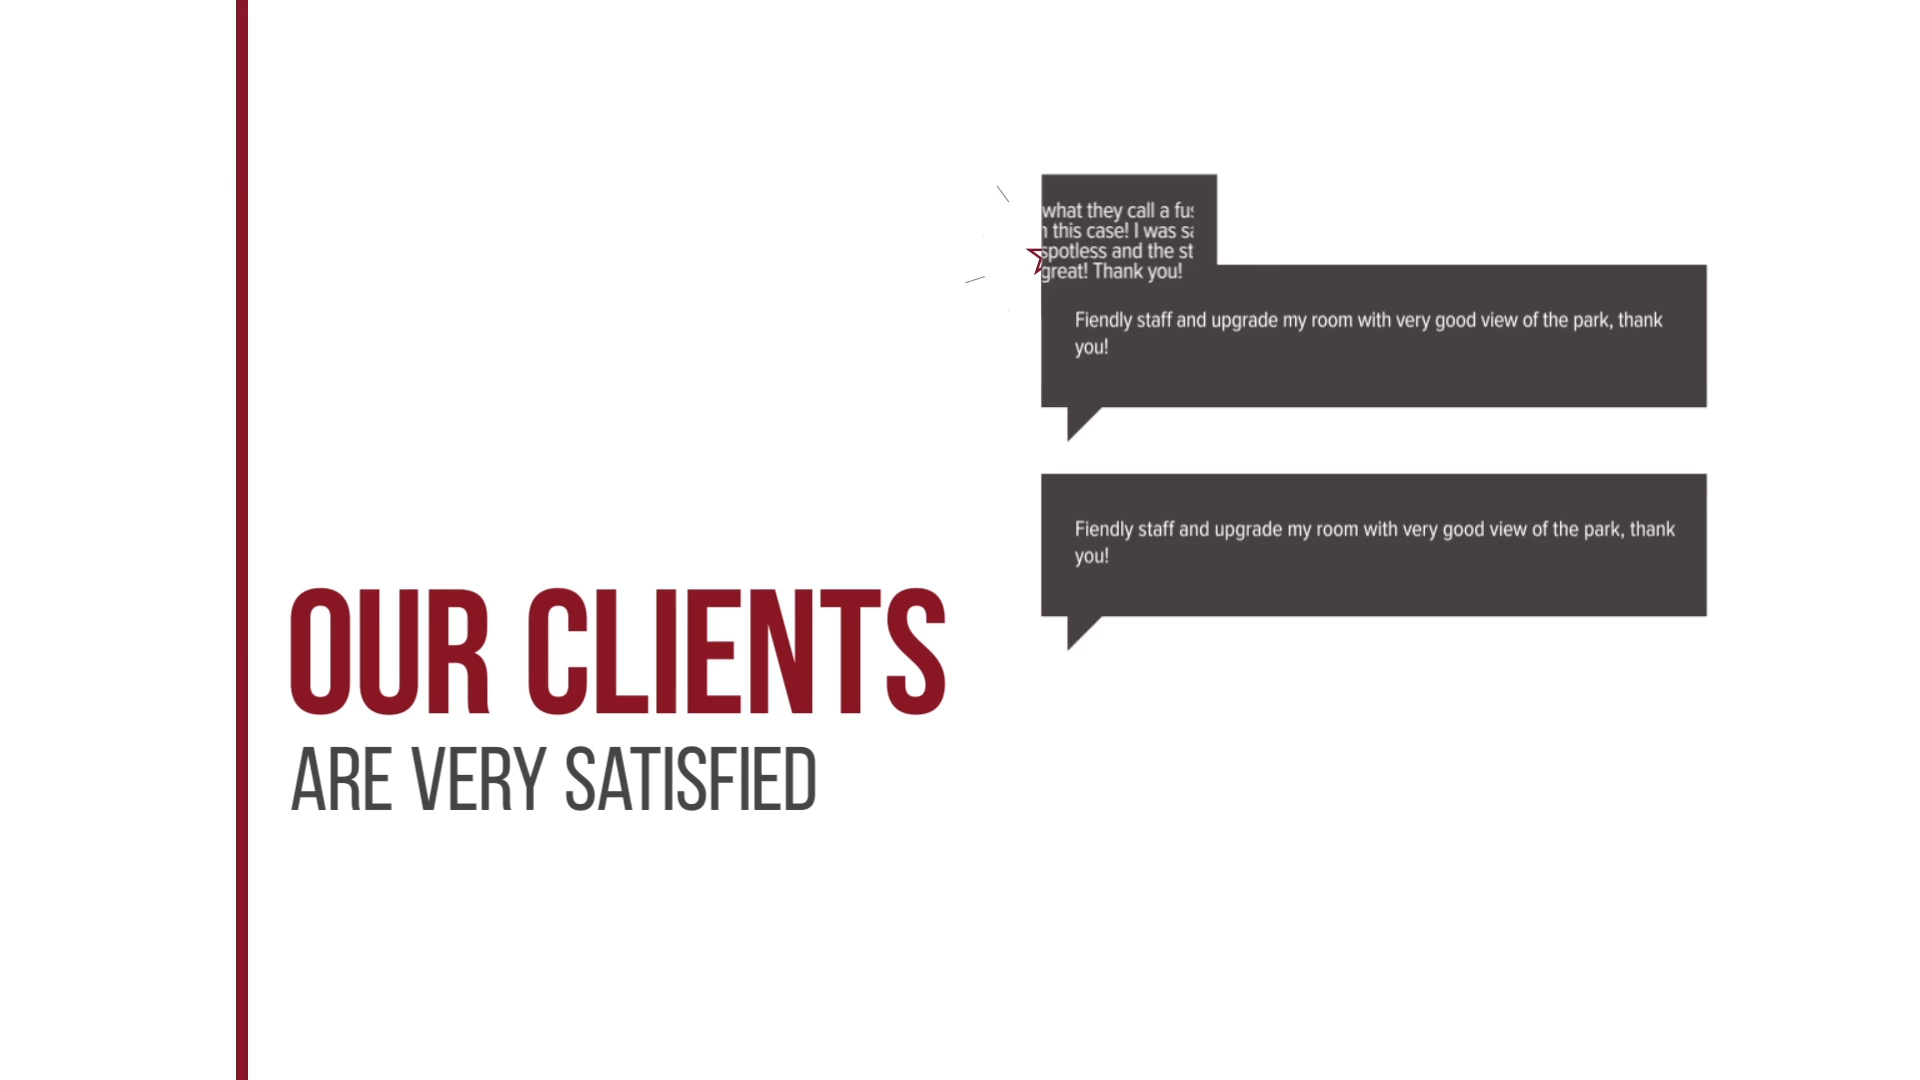 what they call a
this case! I was
spotless and the
great! Thank you!
Fiendly staff and upgrade my room with very good view of the park, thank
you!
Fiendly staff and upgrade my room with very good view of the park, thank
you!
OUR CLIENTS
ARE VERY SATISFIED